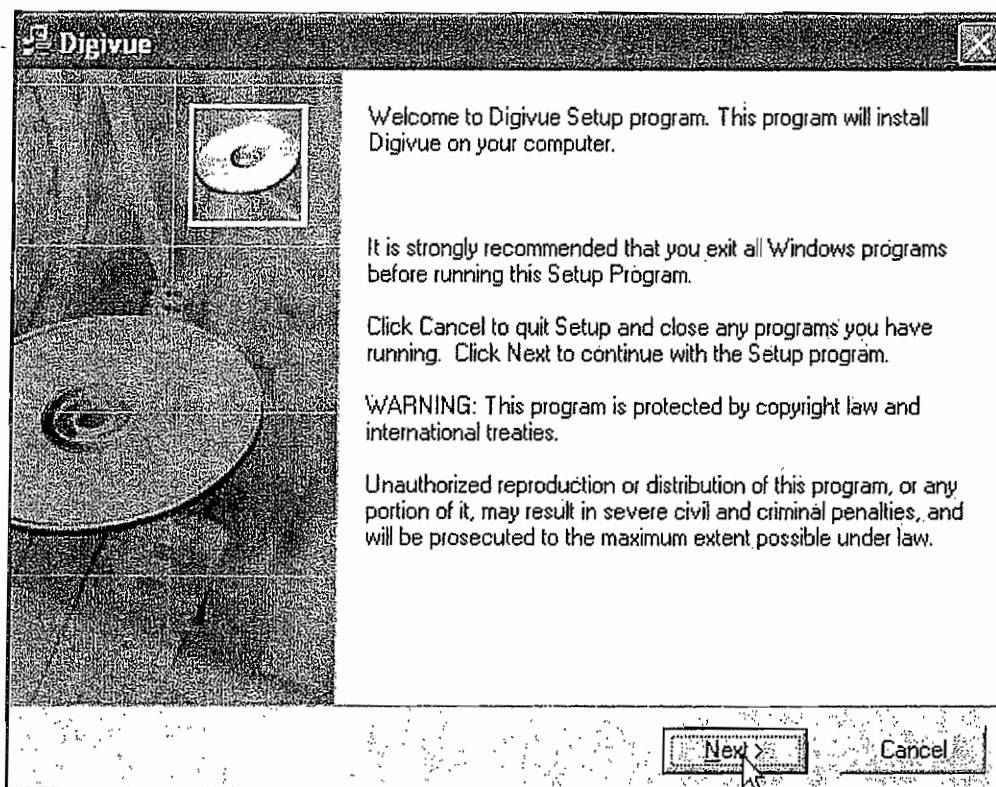 Digivue
Welcome to Digivue Setup program. This program will install
Digivue on your computer.
It is strongly recommended that you exit all Windows programs
before running this Setup Program.
Click Cancel to quit Setup and close any programs you have
running. Click Next to continue with the Setup program.
WARNING: This program is protected by copyright law and
international treaties.
Unauthorized reproduction or distribution of this program, or any
portion of it, may result in severe civil and criminal penalties, and
will be prosecuted to the maximum extent possible under law.
Next >
Cancel